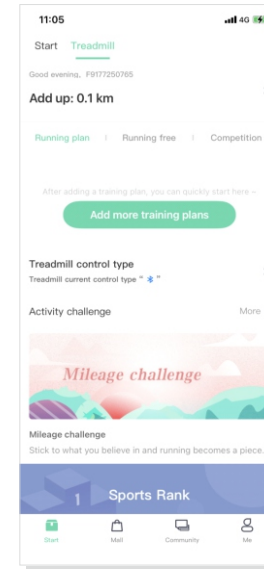 11:05
4G
Start Treadmill
Good evening, F9177250765
Add up: 0.1 km
Running plan Running free Competition
After adding a training plan, you can quickly start here ~
Add more training plans
Treadmill control type
Treadmill current control type " "
Activity challenge More
Mileage challenge
Mileage challenge
Stick to what you believe in and running becomes a piece.
1 Sports Rank
Start Mall Community Me